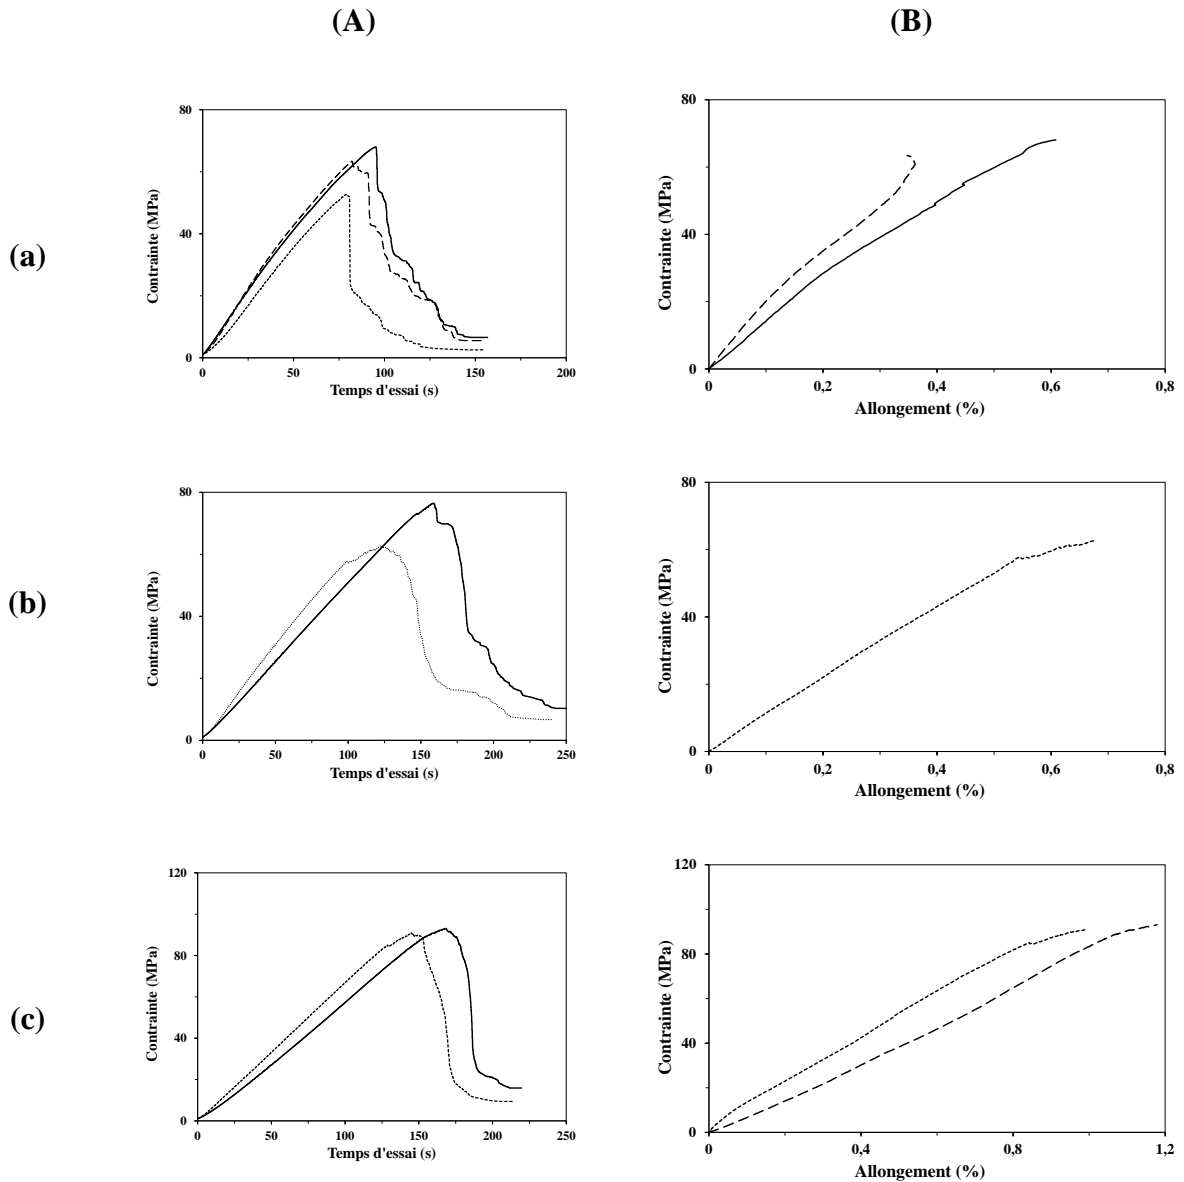 (A)
(B)
(a)
Contrainte (MPa)
80
40
0
0 50 100 150 200
Temps d'essai (s)
Contrainte (MPa)
80
40
0
0 0,2 0,4 0,6 0,8
Allongement (%)
(b)
Contrainte (MPa)
80
40
0
0 50 100 150 200 250
Temps d'essai (s)
Contrainte (MPa)
80
40
0
0 0,2 0,4 0,6 0,8
Allongement (%)
(c)
Contrainte (MPa)
120
80
40
0
0 50 100 150 200 250
Temps d'essai (s)
Contrainte (MPa)
120
80
40
0
0 0,4 0,8 1,2
Allongement (%)